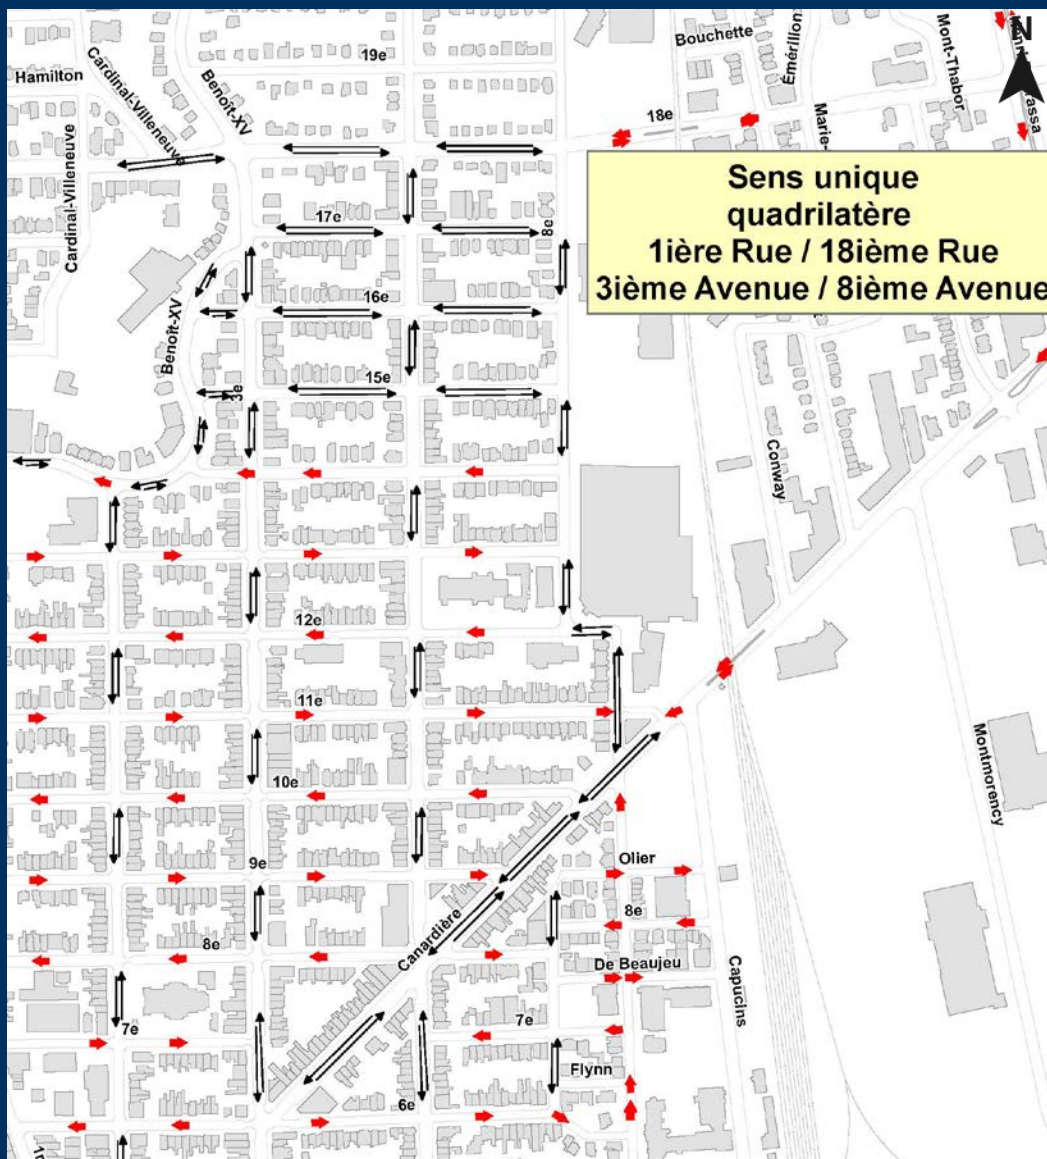 N
19e
Bouchette
Émérillon
Mont-Thabor
Hamilton
Cardinal-Villeneuve
Benoît-XV
18e
Marie-
Cardinal-Villeneuve
Sens unique
quadrilatère
1ière Rue / 18ième Rue
3ième Avenue / 8ième Avenue
17e
8e
16e
Benoît-XV
15e
3e
Conway
12e
11e
Montmorency
10e
9e
Olier
8e
8e
Canardière
De Beaujeu
Capucins
7e
7e
Flynn
6e